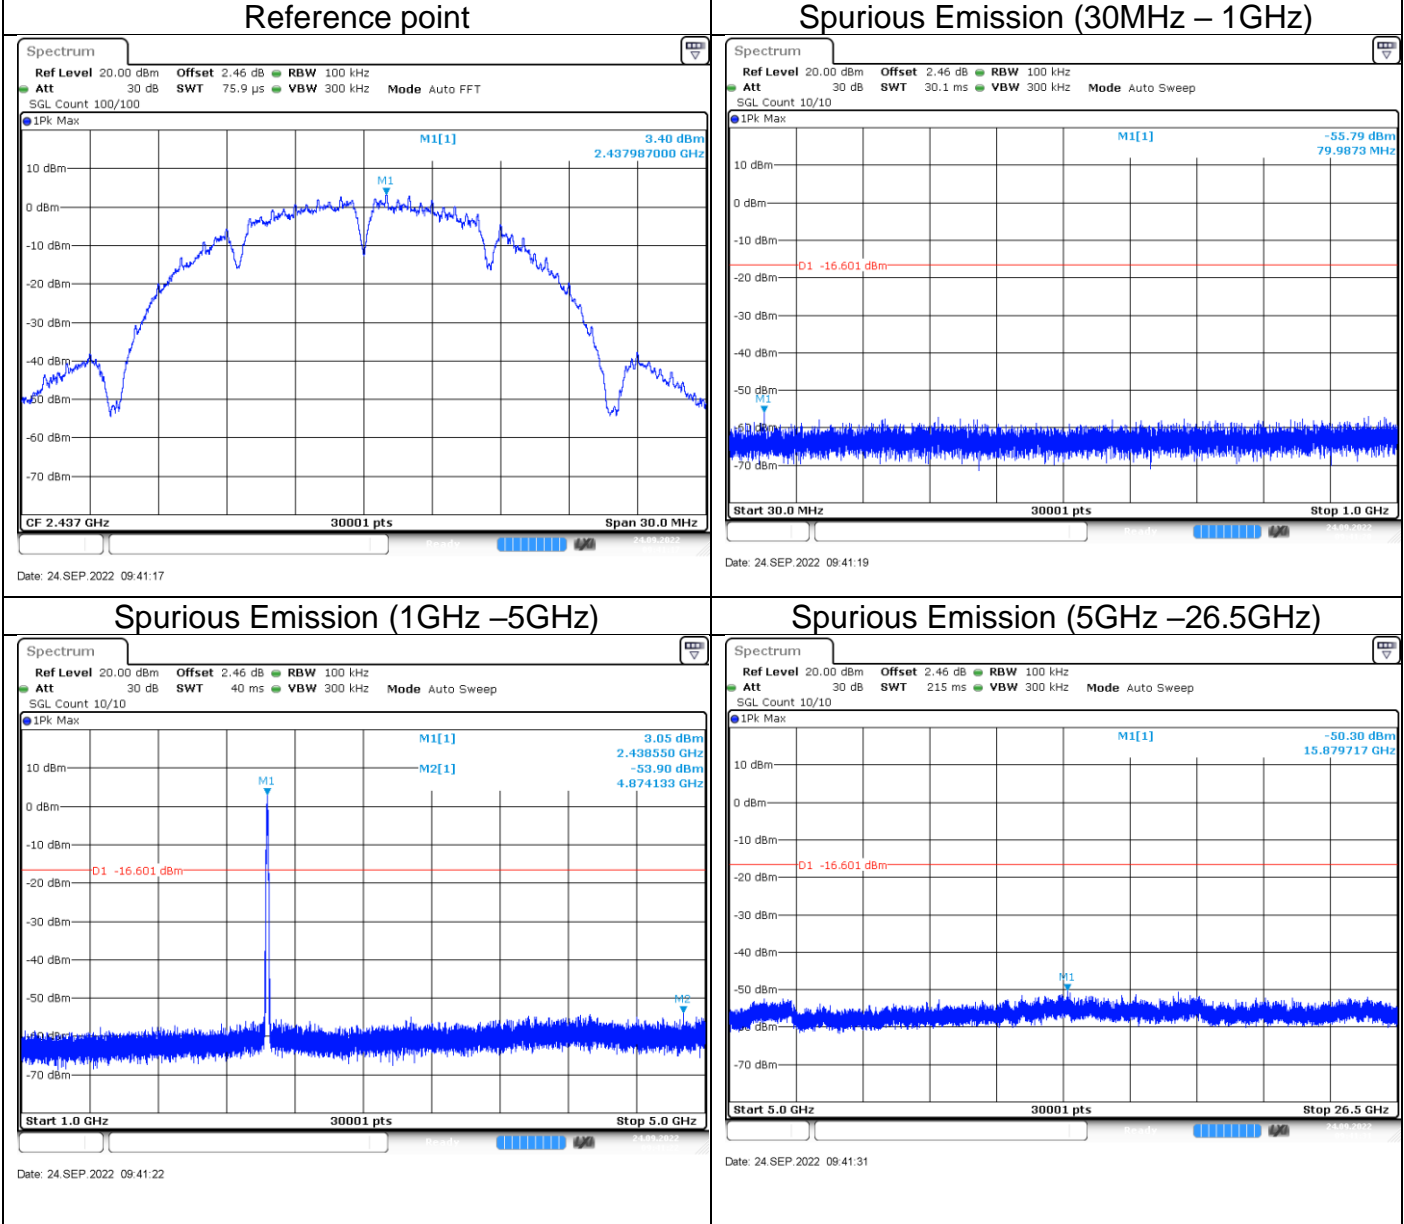 Reference point
Spectrum
Ref Level 20.00 dBm Offset 2.46 dB RBW 100 kHz
Att 30 dB SWT 75.9 µs VBW 300 kHz Mode Auto FFT
SGL Count 100/100
1Pk Max
M1[1] 3.40 dBm
2.437987000 GHz
10 dBm
M1
0 dBm
-10 dBm
-20 dBm
-30 dBm
-40 dBm
-60 dBm
-70 dBm
CF 2.437 GHz 30001 pts Span 30.0 MHz
Date: 24.SEP.2022 09:41:17
Spurious Emission (30MHz – 1GHz)
Spectrum
Ref Level 20.00 dBm Offset 2.46 dB RBW 100 kHz
Att 30 dB SWT 30.1 ms VBW 300 kHz Mode Auto Sweep
SGL Count 10/10
1Pk Max
M1[1] -55.79 dBm
79.9873 MHz
10 dBm
0 dBm
-10 dBm
D1 -16.601 dBm
-20 dBm
-30 dBm
-40 dBm
-50 dBm
M1
-70 dBm
Start 30.0 MHz 30001 pts Stop 1.0 GHz
24.09.2022
Date: 24.SEP.2022 09:41:19
Spurious Emission (1GHz –5GHz)
Spectrum
Ref Level 20.00 dBm Offset 2.46 dB RBW 100 kHz
Att 30 dB SWT 40 ms VBW 300 kHz Mode Auto Sweep
SGL Count 10/10
1Pk Max
M1[1] 3.05 dBm
2.438550 GHz
M2[1] -53.90 dBm
4.874133 GHz
10 dBm
M1
0 dBm
-10 dBm
D1 -16.601 dBm
-20 dBm
-30 dBm
-40 dBm
-50 dBm
M2
-70 dBm
Start 1.0 GHz 30001 pts Stop 5.0 GHz
Date: 24.SEP.2022 09:41:22
Spurious Emission (5GHz –26.5GHz)
Spectrum
Ref Level 20.00 dBm Offset 2.46 dB RBW 100 kHz
Att 30 dB SWT 215 ms VBW 300 kHz Mode Auto Sweep
SGL Count 10/10
1Pk Max
M1[1] -50.30 dBm
15.879717 GHz
10 dBm
0 dBm
-10 dBm
D1 -16.601 dBm
-20 dBm
-30 dBm
-40 dBm
M1
-50 dBm
-70 dBm
Start 5.0 GHz 30001 pts Stop 26.5 GHz
Date: 24.SEP.2022 09:41:31